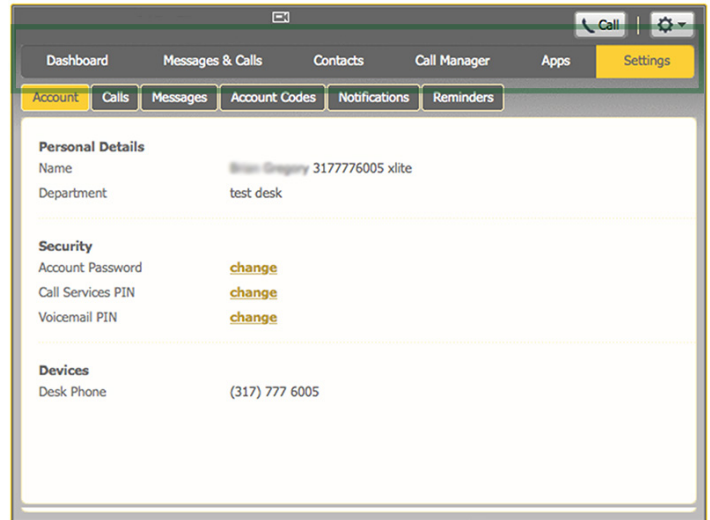 Call
Dashboard Messages & Calls Contacts Call Manager Apps Settings
Account Calls Messages Account Codes Notifications Reminders
Personal Details
Name 3177776005 xlite
Department test desk
Security
Account Password change
Call Services PIN change
Voicemail PIN change
Devices
Desk Phone (317) 777 6005